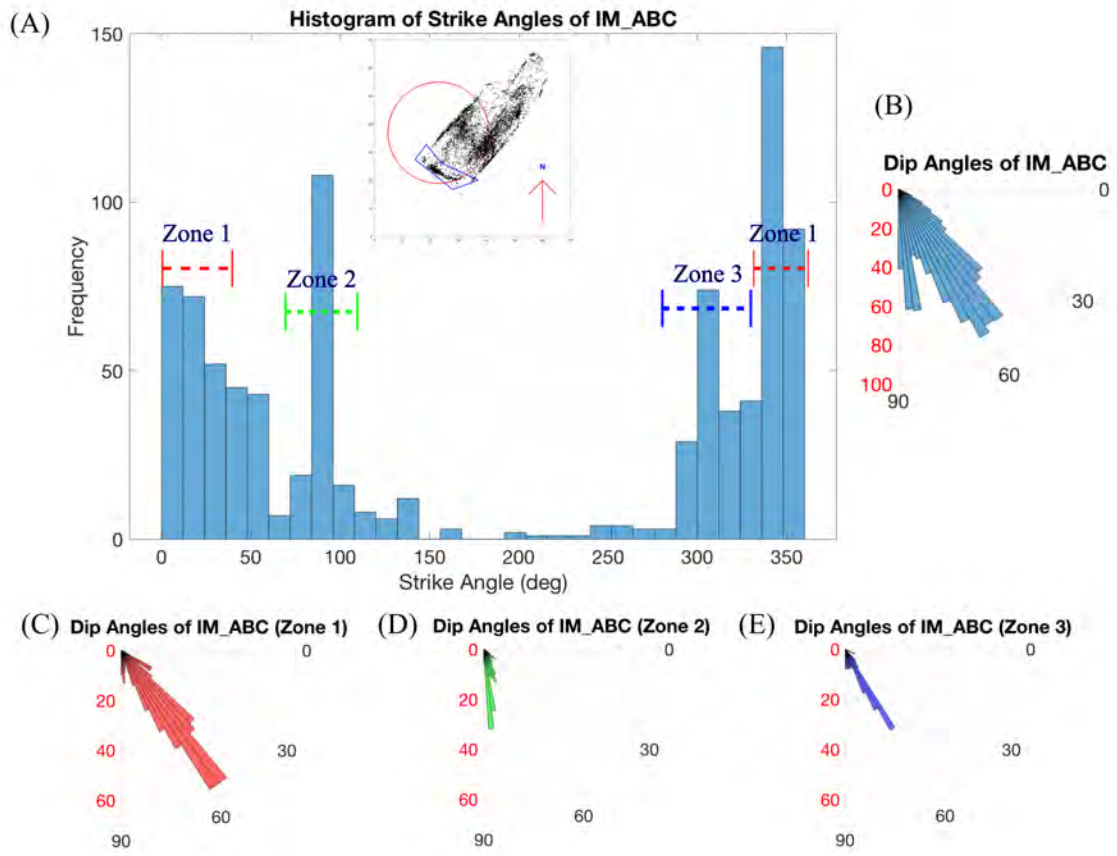 (A)
Histogram of Strike Angles of IM_ABC
150
100
50
0
Frequency
Zone 1
Zone 2
Zone 3
Zone 1
N
0 50 100 150 200 250 300 350
Strike Angle (deg)
(B)
Dip Angles of IM_ABC
0
20
40
60
80
100
0
30
60
90
(C) Dip Angles of IM_ABC (Zone 1)
0
20
40
60
0
30
60
90
(D) Dip Angles of IM_ABC (Zone 2)
0
20
40
60
0
30
60
90
(E) Dip Angles of IM_ABC (Zone 3)
0
20
40
60
0
30
60
90